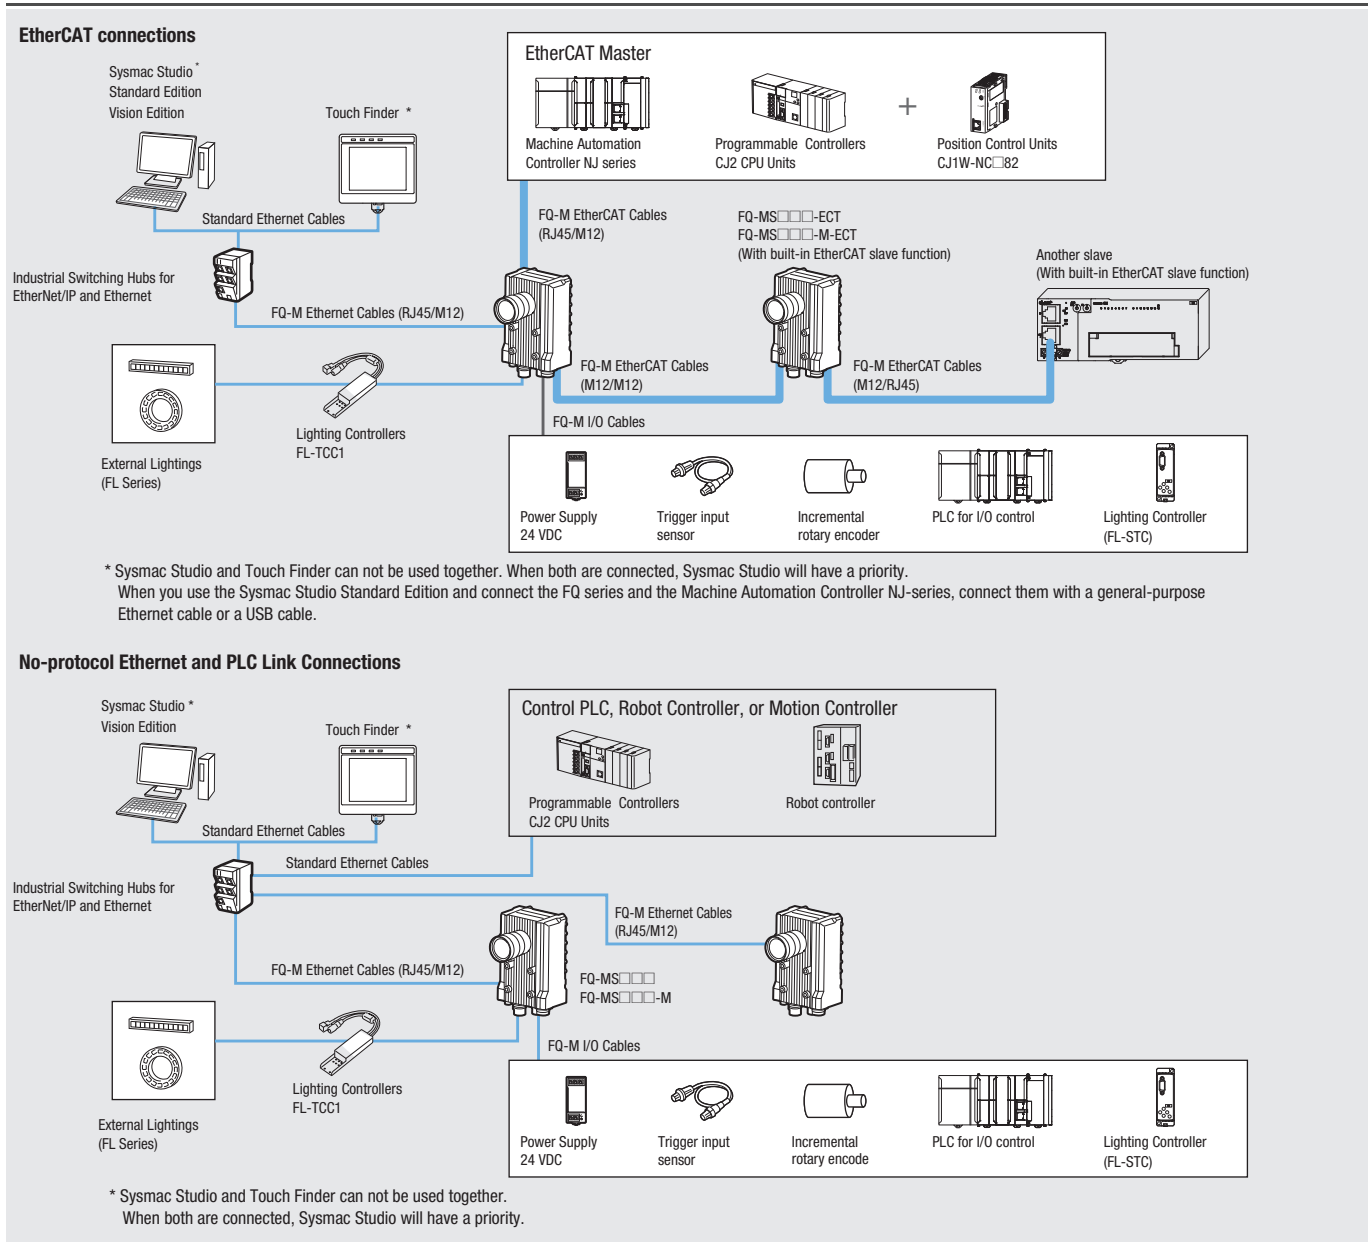 EtherCAT connections
Sysmac Studio *
Standard Edition
Vision Edition
Touch Finder *
EtherCAT Master
Machine Automation
Controller NJ series
Programmable Controllers
CJ2 CPU Units
+
Position Control Units
CJ1W-NC□82
Standard Ethernet Cables
FQ-M EtherCAT Cables
(RJ45/M12)
FQ-MS□□□-ECT
FQ-MS□□□-M-ECT
(With built-in EtherCAT slave function)
Another slave
(With built-in EtherCAT slave function)
Industrial Switching Hubs for
EtherNet/IP and Ethernet
FQ-M Ethernet Cables (RJ45/M12)
FQ-M EtherCAT Cables
(M12/M12)
FQ-M EtherCAT Cables
(M12/RJ45)
FQ-M I/O Cables
Lighting Controllers
FL-TCC1
External Lightings
(FL Series)
Power Supply
24 VDC
Trigger input
sensor
Incremental
rotary encoder
PLC for I/O control
Lighting Controller
(FL-STC)
* Sysmac Studio and Touch Finder can not be used together. When both are connected, Sysmac Studio will have a priority.
When you use the Sysmac Studio Standard Edition and connect the FQ series and the Machine Automation Controller NJ-series, connect them with a general-purpose
Ethernet cable or a USB cable.
No-protocol Ethernet and PLC Link Connections
Sysmac Studio *
Vision Edition
Touch Finder *
Control PLC, Robot Controller, or Motion Controller
Programmable Controllers
CJ2 CPU Units
Robot controller
Standard Ethernet Cables
Standard Ethernet Cables
Industrial Switching Hubs for
EtherNet/IP and Ethernet
FQ-M Ethernet Cables
(RJ45/M12)
FQ-M Ethernet Cables (RJ45/M12)
FQ-MS□□□
FQ-MS□□□-M
FQ-M I/O Cables
Lighting Controllers
FL-TCC1
External Lightings
(FL Series)
Power Supply
24 VDC
Trigger input
sensor
Incremental
rotary encode
PLC for I/O control
Lighting Controller
(FL-STC)
* Sysmac Studio and Touch Finder can not be used together.
When both are connected, Sysmac Studio will have a priority.